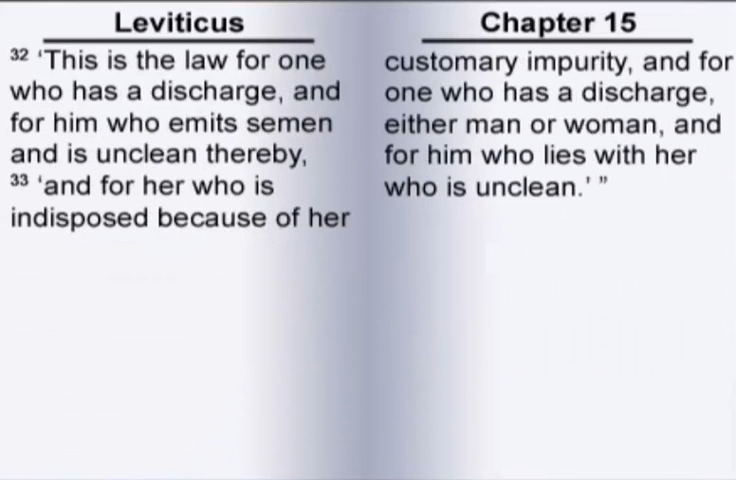 Leviticus
³² ‘This is the law for one
who has a discharge, and
for him who emits semen
and is unclean thereby,
³³ ‘and for her who is
indisposed because of her
Chapter 15
customary impurity, and for
one who has a discharge,
either man or woman, and
for him who lies with her
who is unclean.’ ”